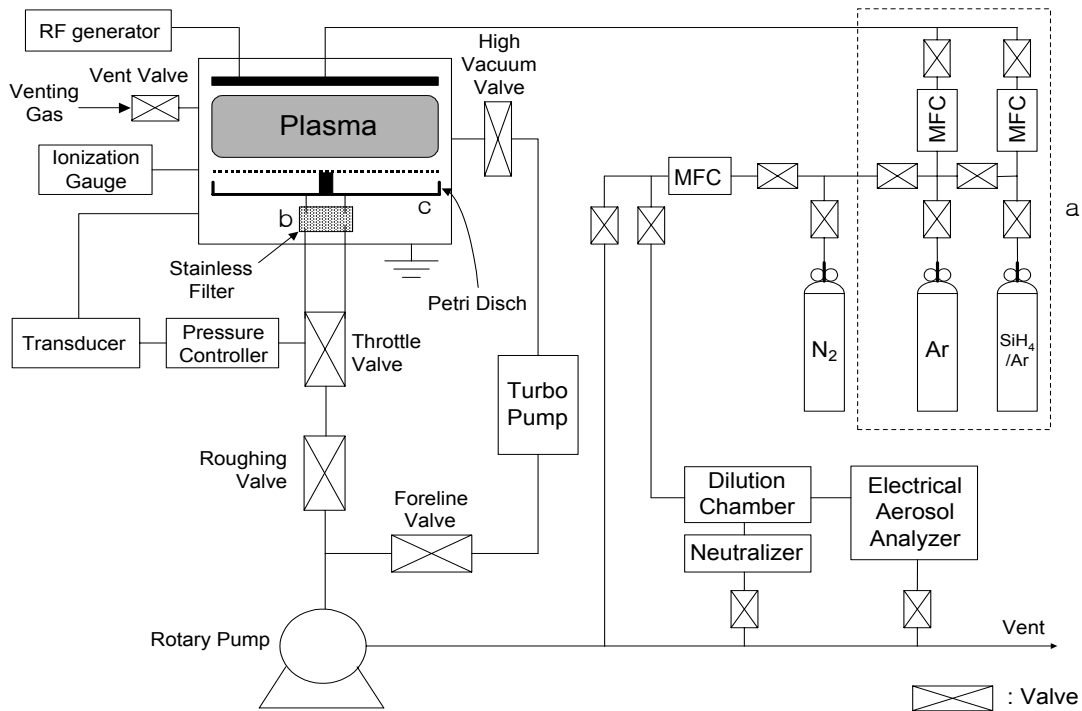 RF generator
High
Vacuum
Valve
Vent Valve
Venting
Gas
Plasma
MFC
MFC
Ionization
Gauge
MFC
a
b
c
Stainless
Filter
Petri Disch
Transducer
Pressure
Controller
Throttle
Valve
N2
Ar
SiH4
/Ar
Turbo
Pump
Roughing
Valve
Foreline
Valve
Dilution
Chamber
Electrical
Aerosol
Analyzer
Neutralizer
Rotary Pump
Vent
: Valve